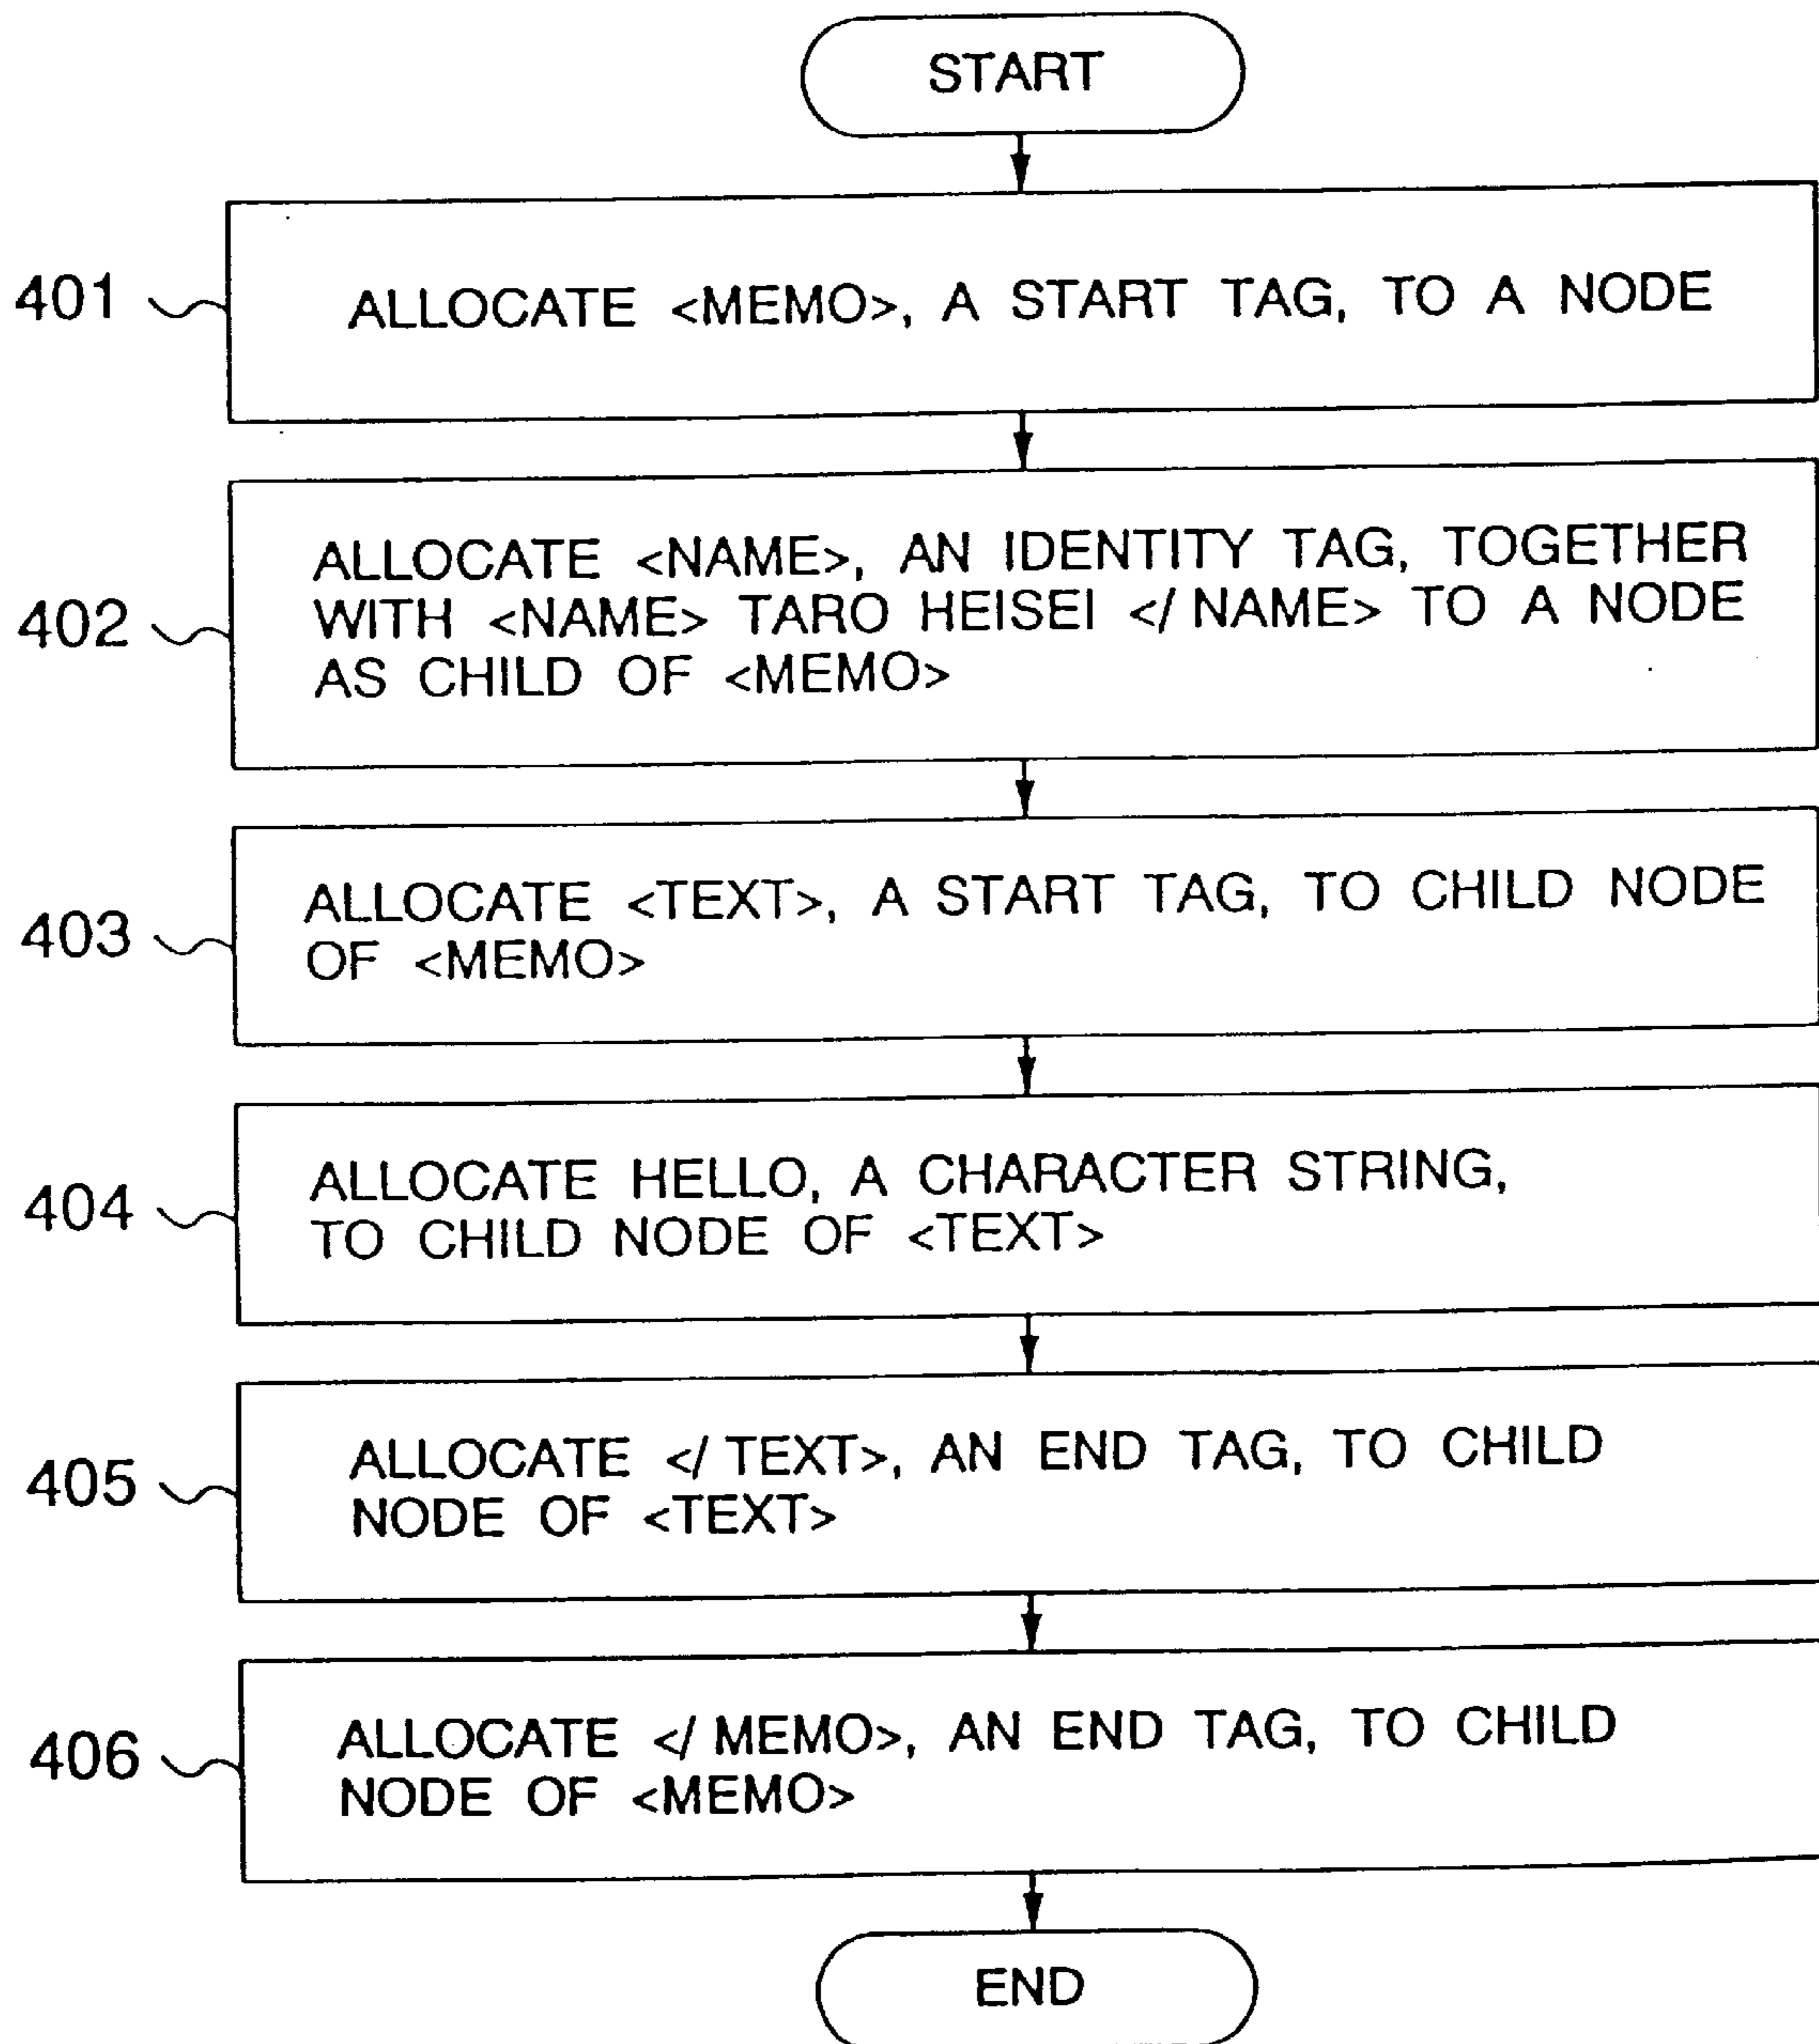 START
401
ALLOCATE <MEMO>, A START TAG, TO A NODE
402
ALLOCATE <NAME>, AN IDENTITY TAG, TOGETHER
WITH <NAME> TARO HEISEI </ NAME> TO A NODE
AS CHILD OF <MEMO>
403
ALLOCATE <TEXT>, A START TAG, TO CHILD NODE
OF <MEMO>
404
ALLOCATE HELLO, A CHARACTER STRING,
TO CHILD NODE OF <TEXT>
405
ALLOCATE </ TEXT>, AN END TAG, TO CHILD
NODE OF <TEXT>
406
ALLOCATE </ MEMO>, AN END TAG, TO CHILD
NODE OF <MEMO>
END